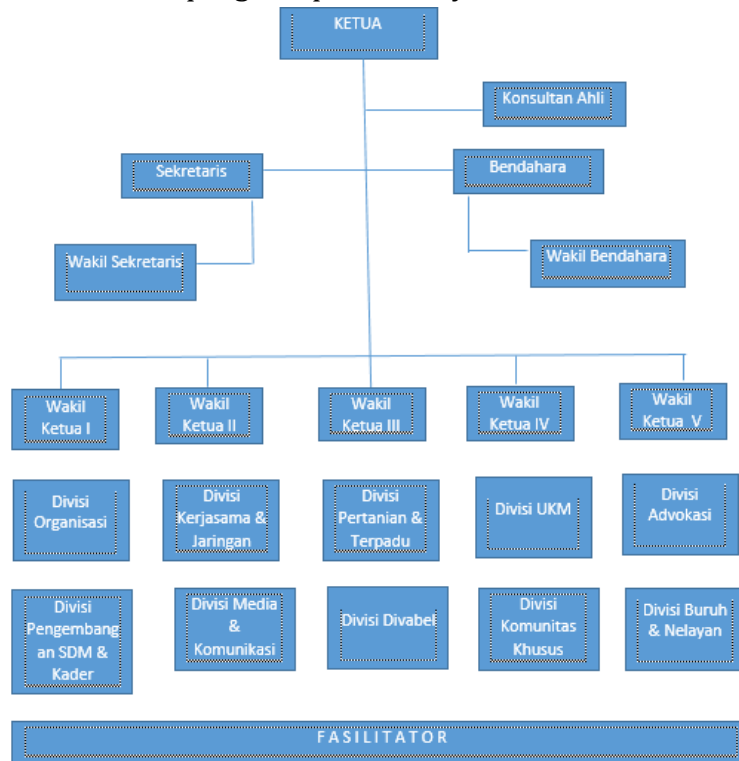 KETUA
Konsultan Ahli
Sekretaris
Bendahara
Wakil Sekretaris
Wakil Bendahara
Wakil
Ketua I
Wakil
Ketua II
Wakil
Ketua III
Wakil
Ketua IV
Wakil
Ketua V
Divisi
Organisasi
Divisi
Kerjasama &
Jaringan
Divisi
Pertanian &
Terpadu
Divisi UKM
Divisi
Advokasi
Divisi
Pengembang
an SDM &
Kader
Divisi Media
&
Komunikasi
Divisi Divabel
Divisi
Komunitas
Khusus
Divisi Buruh
& Nelayan
FASILITATOR